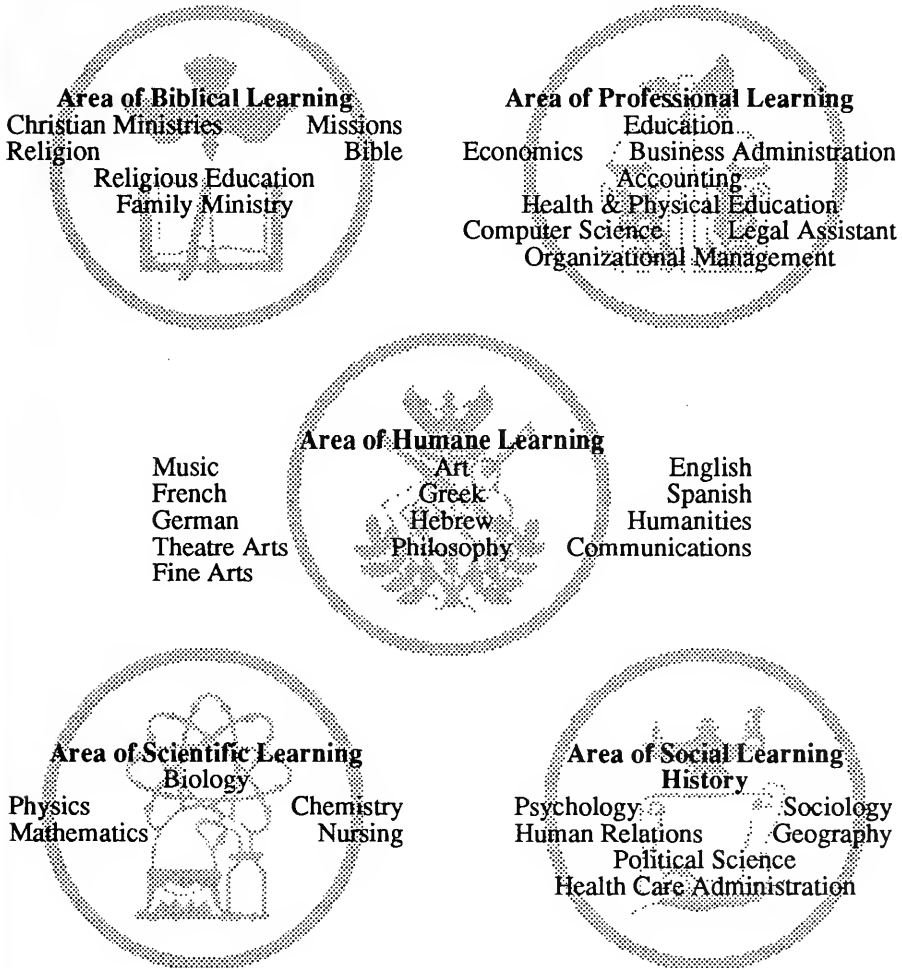 Area of Biblical Learning
Christian Ministries Missions
Religion Bible
Religious Education
Family Ministry
Area of Professional Learning
Education
Economics Business Administration
Accounting
Health & Physical Education
Computer Science Legal Assistant
Organizational Management
Area of Humane Learning
Music Art English
French Greek Spanish
German Hebrew Humanities
Theatre Arts Philosophy Communications
Fine Arts
Area of Scientific Learning
Biology
Physics Chemistry
Mathematics Nursing
Area of Social Learning
History
Psychology Sociology
Human Relations Geography
Political Science
Health Care Administration